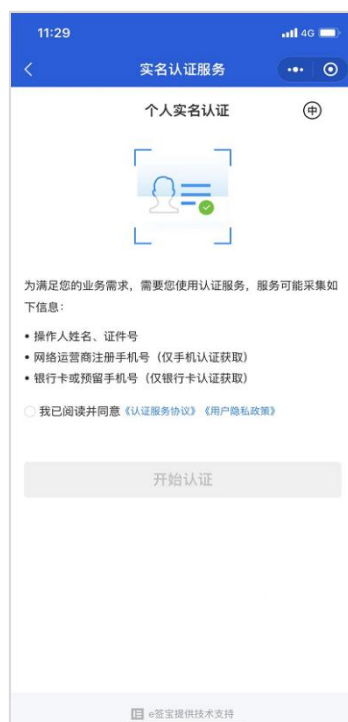 11:29
4G
实名认证服务
个人实名认证
中
为满足您的业务需求，需要您使用认证服务，服务可能采集如
下信息：
• 操作人姓名、证件号
• 网络运营商注册手机号（仅手机认证获取）
• 银行卡或预留手机号（仅银行卡认证获取）
我已阅读并同意《认证服务协议》《用户隐私政策》
开始认证
e签宝提供技术支持